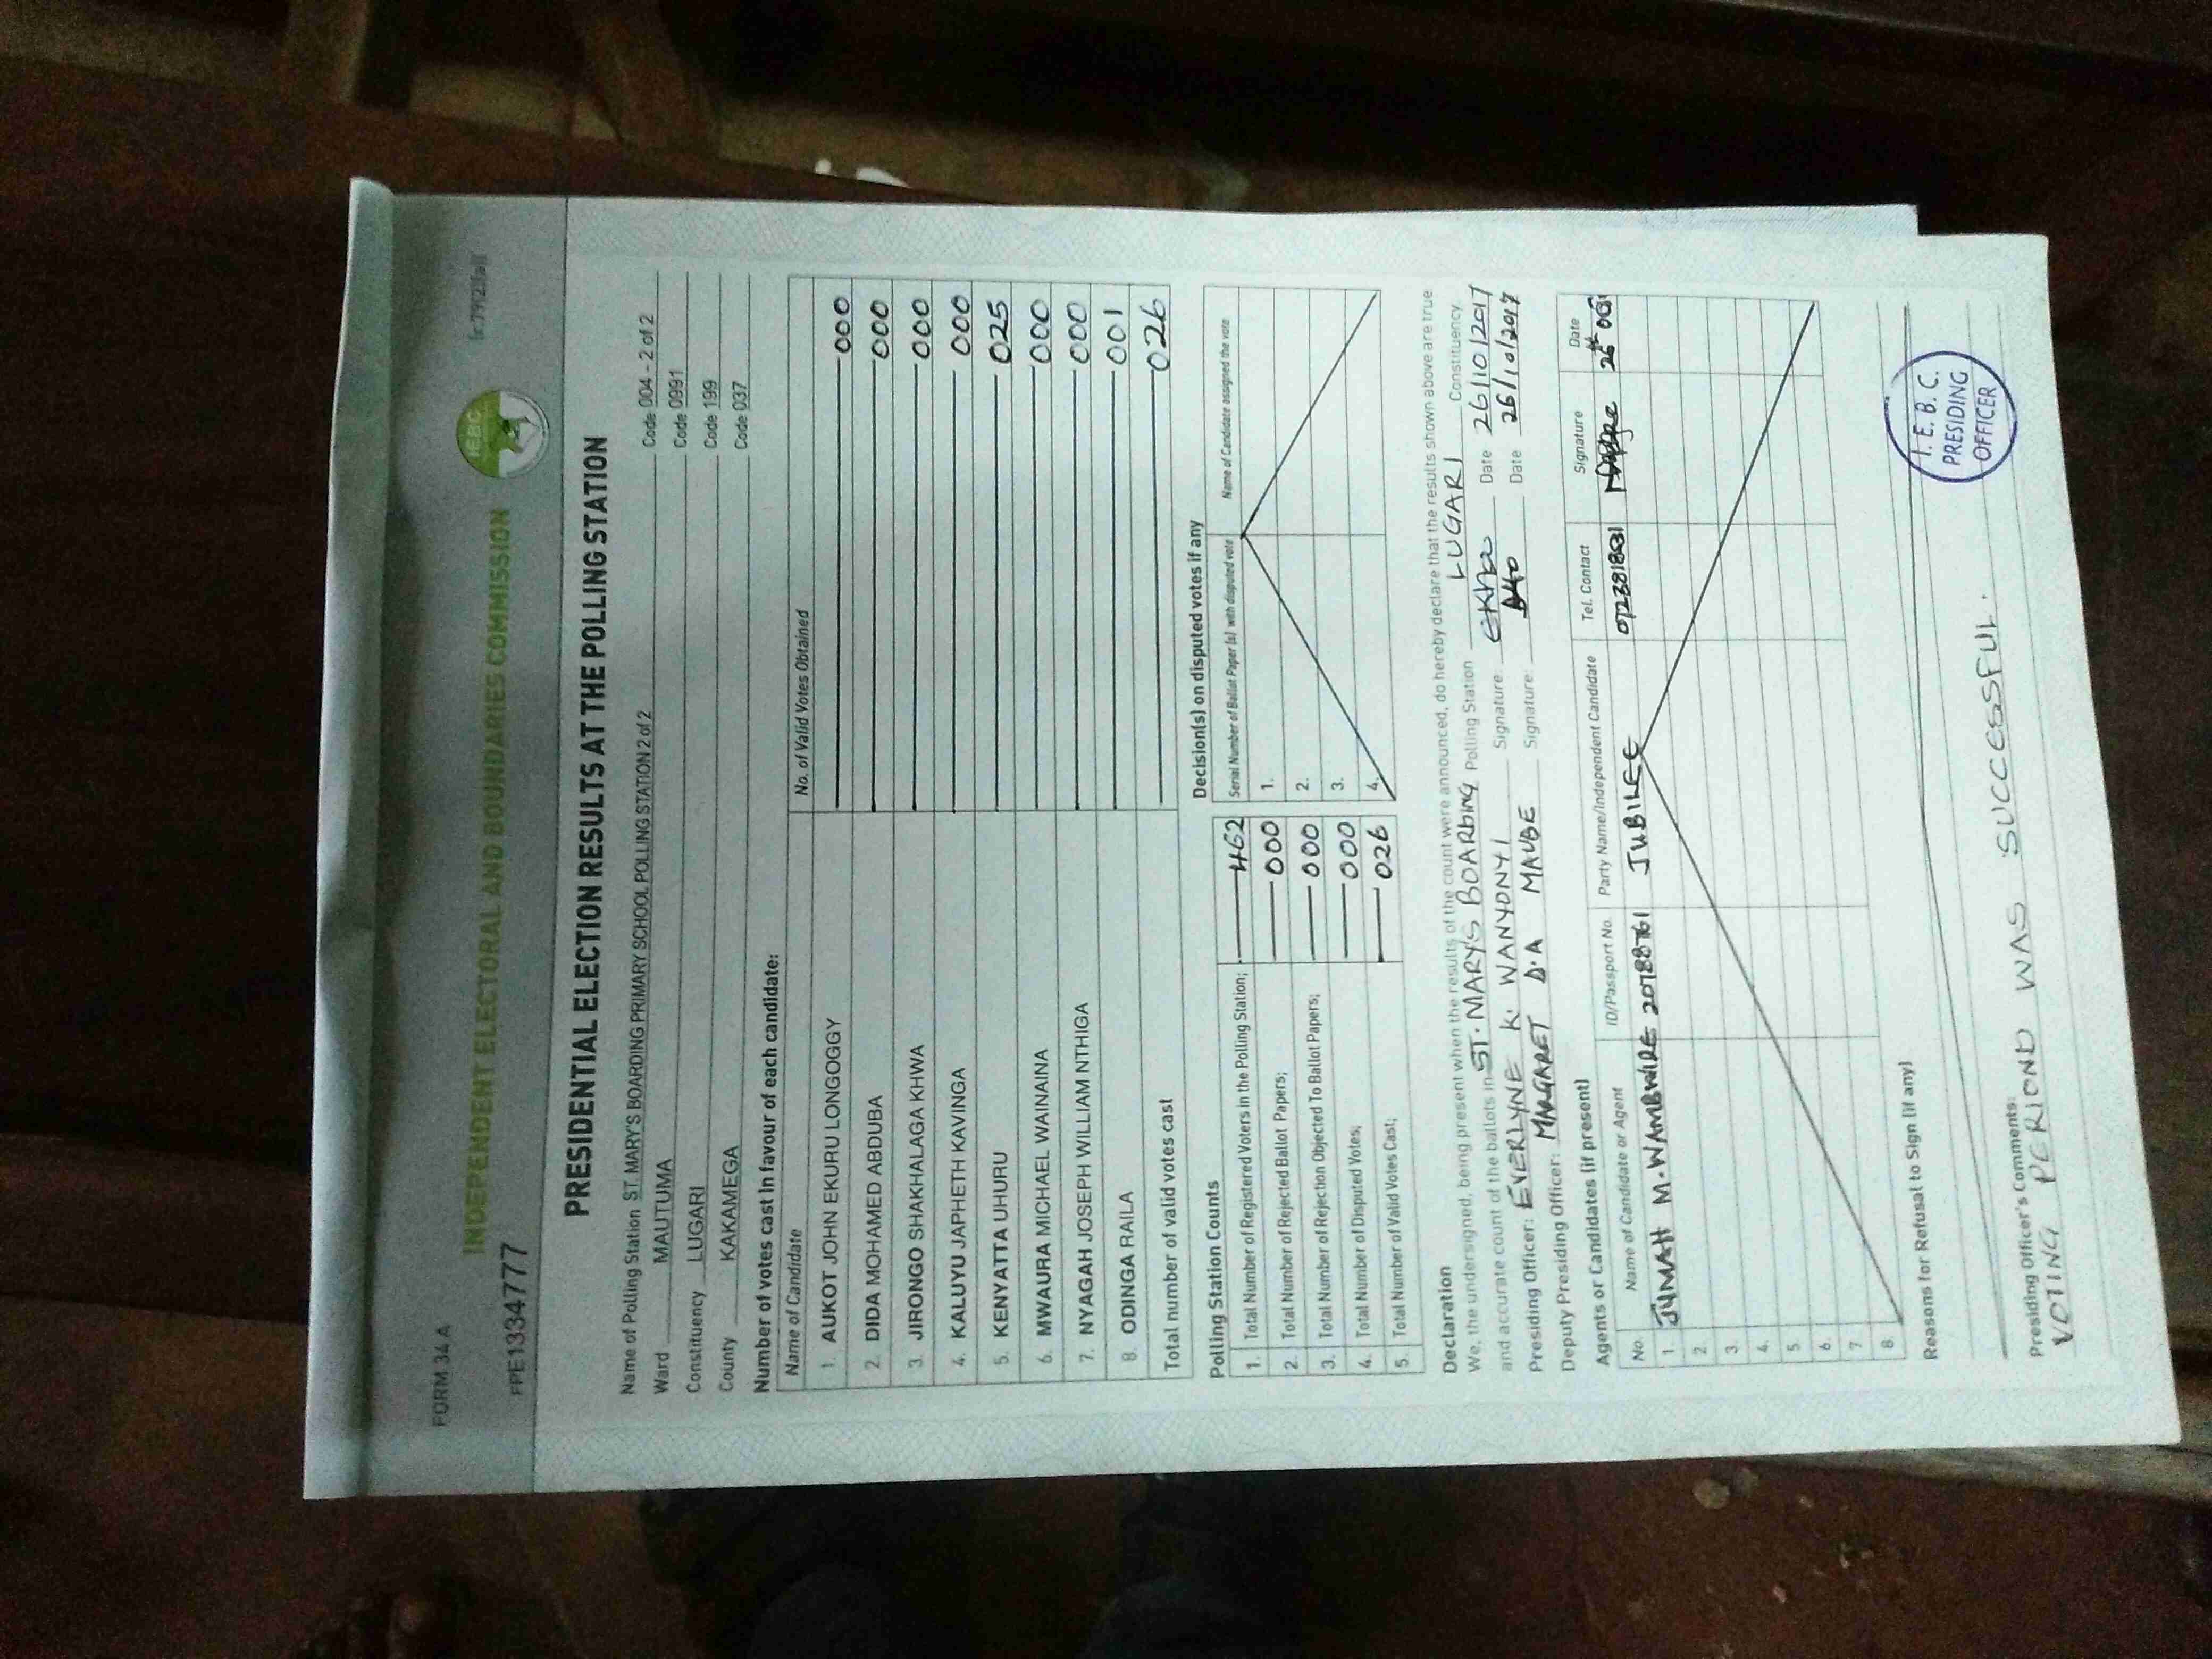 FORM 34 A
INDEPENDENT ELECTORAL AND BOUNDARIES COMMISSION
IEBC
FPE1334777
PRESIDENTIAL ELECTION RESULTS AT THE POLLING STATION
Name of Polling Station ST. MARY'S BOARDING PRIMARY SCHOOL POLLING STATION 2 of 2 Code 004 - 2 of 2
Ward MAUTUMA Code 0991
Constituency LUGARI Code 199
County KAKAMEGA Code 037
Number of votes cast in favour of each candidate:
Name of Candidate No. of Valid Votes Obtained
1. AUKOT JOHN EKURU LONGOGGY 000
2. DIDA MOHAMED ABDUBA 000
3. JIRONGO SHAKHALAGA KHWA 000
4. KALUYU JAPHETH KAVINGA 000
5. KENYATTA UHURU 025
6. MWAURA MICHAEL WAINAINA 000
7. NYAGAH JOSEPH WILLIAM NTHIGA 000
8. ODINGA RAILA 001
Total number of valid votes cast 026
Polling Station Counts
1. Total Number of Registered Voters in the Polling Station; 462
2. Total Number of Rejected Ballot Papers; 000
3. Total Number of Rejection Objected To Ballot Papers; 000
4. Total Number of Disputed Votes; 000
5. Total Number of Valid Votes Cast; 026
Decision(s) on disputed votes if any
Serial Number of Ballot Paper (s) with disputed vote Name of Candidate assigned the vote
1.
2.
3.
4.
Declaration
We, the undersigned, being present when the results of the count were announced, do hereby declare that the results shown above are true
and accurate count of the ballots in ST. MARY'S BOARDING Polling Station LUGARI Constituency
Presiding Officer: EVERLYNE K. WANYONYI Signature: Date 26/10/2017
Deputy Presiding Officer: MARGARET D.A MAUBE Signature: Date 26/10/2017
Agents or Candidates (if present)
No. Name of Candidate or Agent ID/Passport No. Party Name/Independent Candidate Tel. Contact Signature Date
1. JUMAH M. WAMBWIRE JUBILEE 26th
2.
3.
4.
5.
6.
7.
8.
Reasons for Refusal to Sign (if any)
I. E. B. C.
PRESIDING
OFFICER
Presiding Officer's Comments:
VOTING PERIOND WAS SUCCESSFUL.